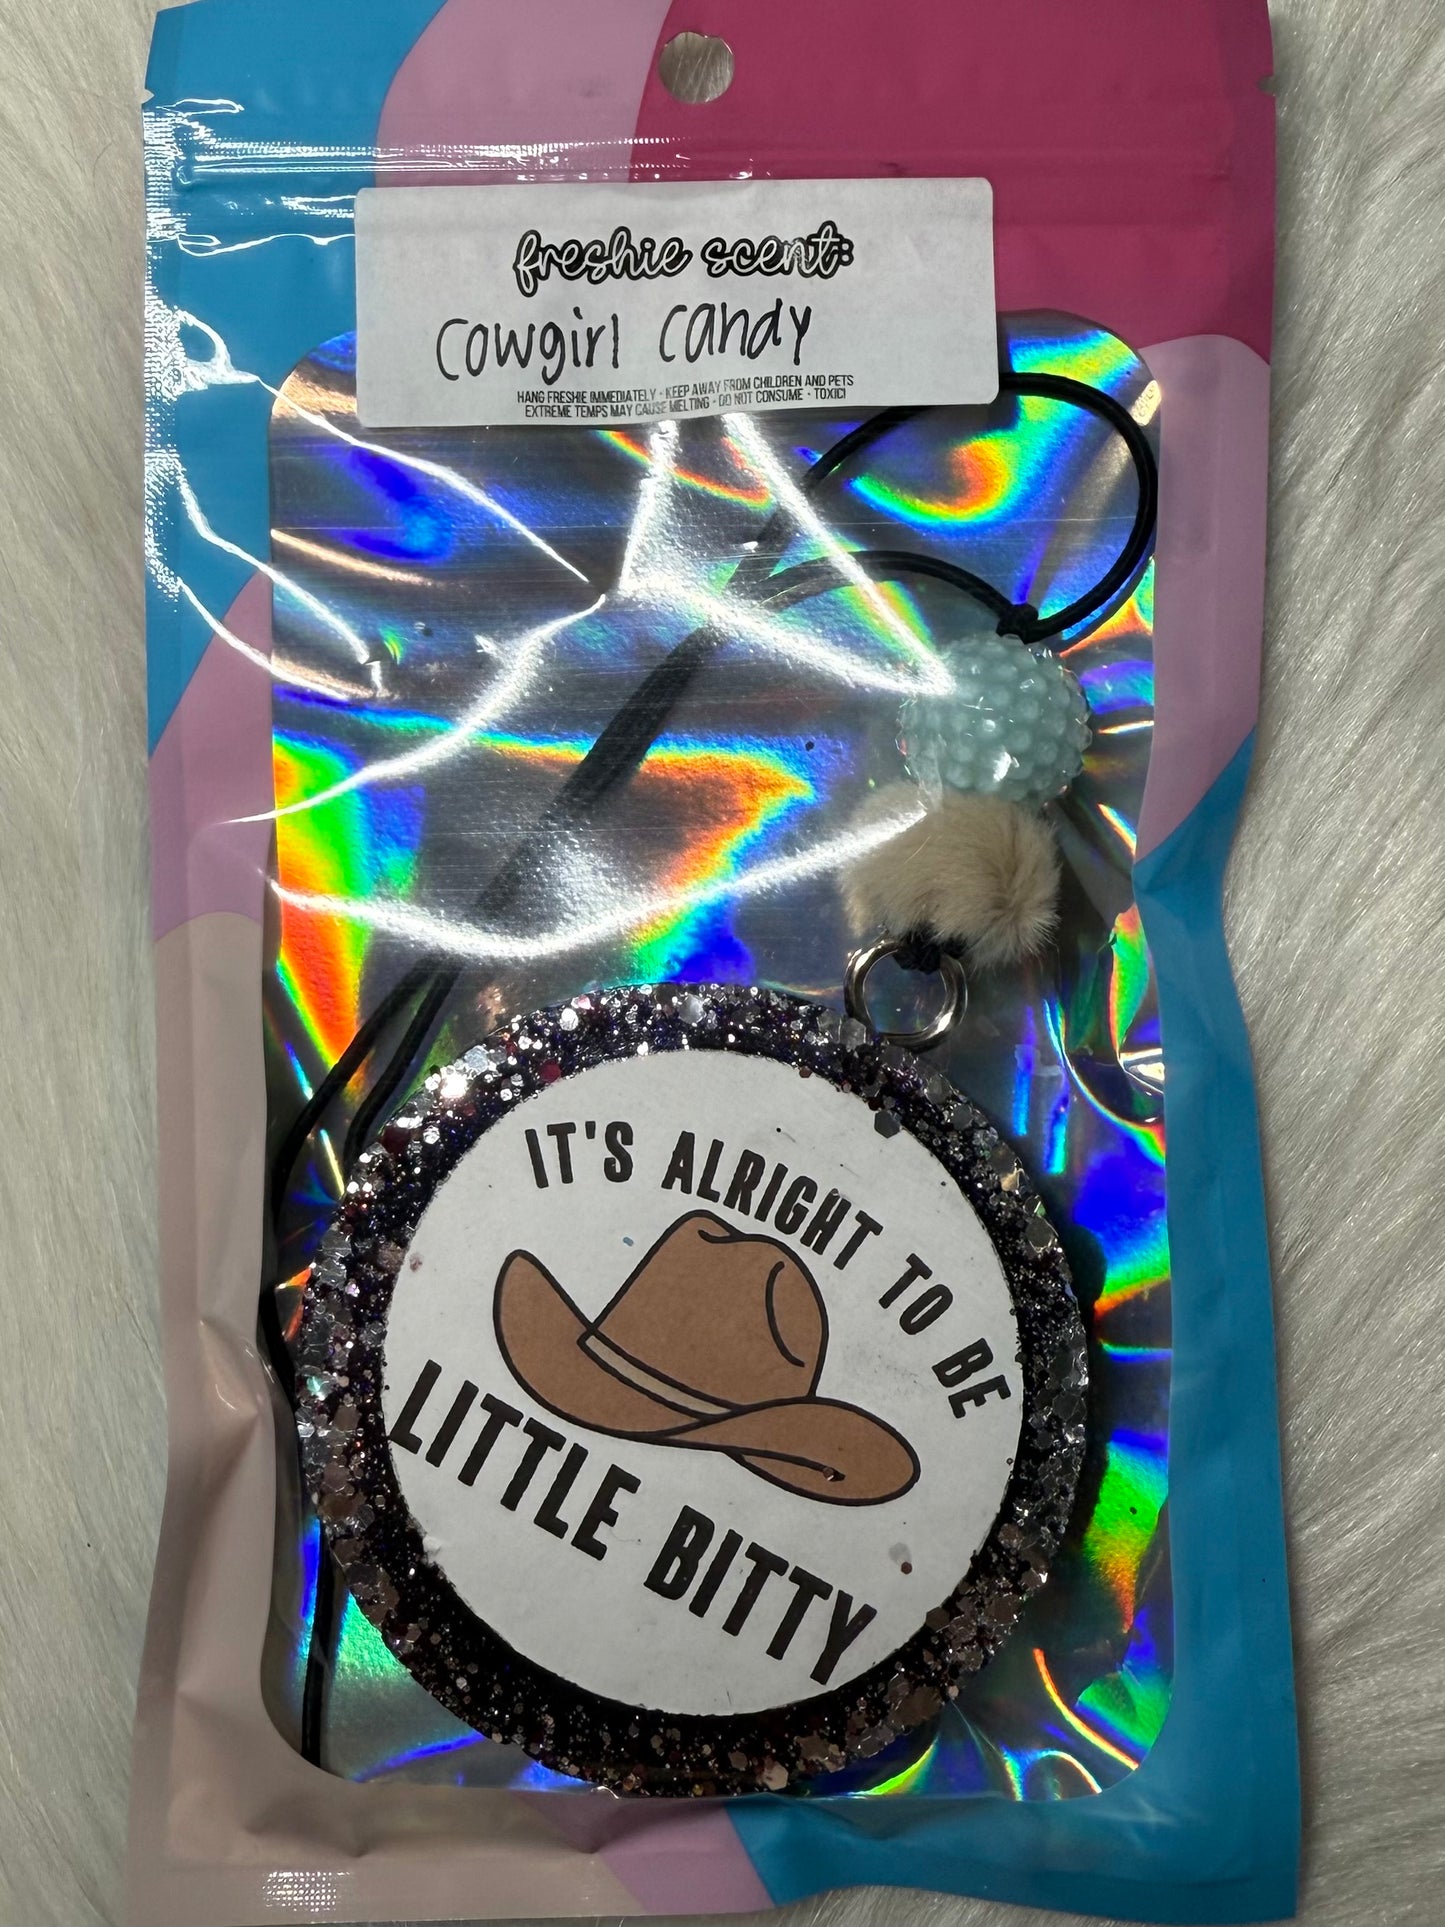 freshie scent:
cowgirl candy
HANG FRESHIE IMMEDIATELY • KEEP AWAY FROM CHILDREN AND PETS
EXTREME TEMPS MAY CAUSE MELTING • DO NOT CONSUME • TOXIC!
IT'S ALRIGHT TO BE
LITTLE BITTY